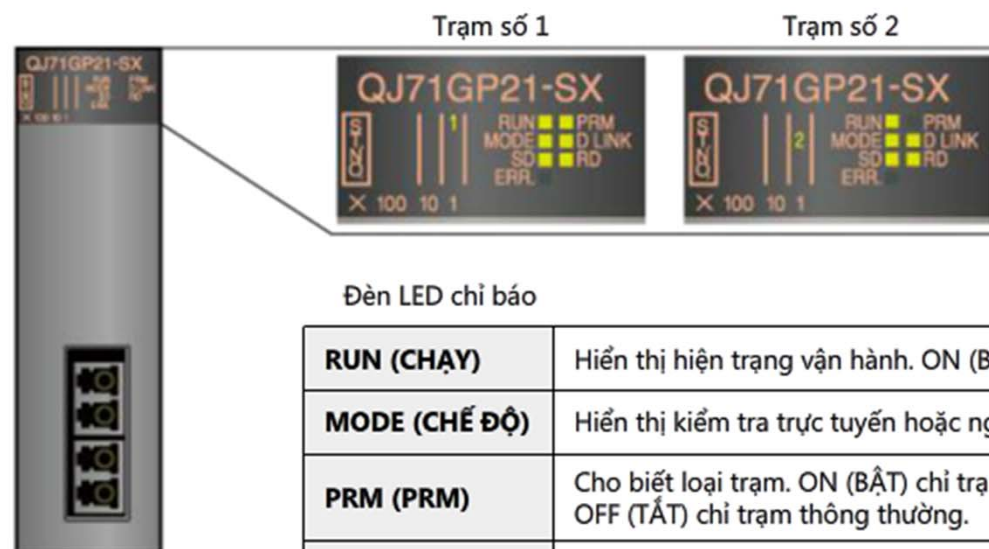 Trạm số 1
Trạm số 2
QJ71GP21-SX
QJ71GP21-SX
RUN PRM
MODE D LINK
SD RD
ERR.
STNO.
1
× 100 10 1
QJ71GP21-SX
RUN PRM
MODE D LINK
SD RD
ERR.
STNO.
2
× 100 10 1
Đèn LED chỉ báo
RUN (CHẠY)
Hiển thị hiện trạng vận hành. ON (B
MODE (CHẾ ĐỘ)
Hiển thị kiểm tra trực tuyến hoặc ng
PRM (PRM)
Cho biết loại trạm. ON (BẬT) chỉ trạ
OFF (TẮT) chỉ trạm thông thường.